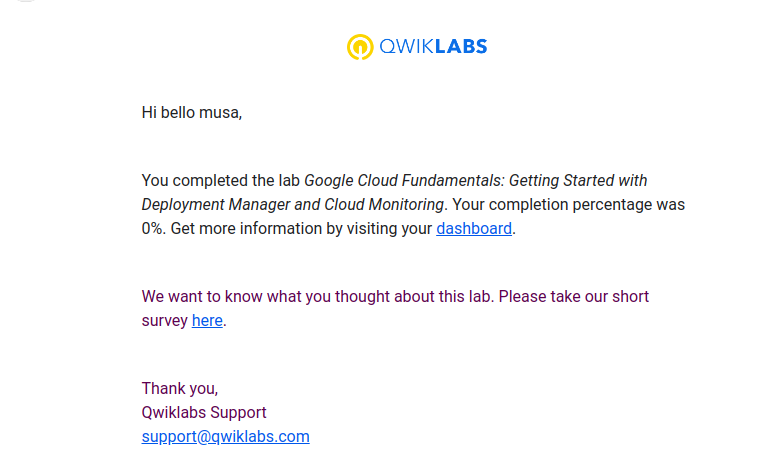 QWIKLABS
Hi bello musa,
You completed the lab Google Cloud Fundamentals: Getting Started with
Deployment Manager and Cloud Monitoring. Your completion percentage was
0%. Get more information by visiting your dashboard.
We want to know what you thought about this lab. Please take our short
survey here.
Thank you,
Qwiklabs Support
support@qwiklabs.com